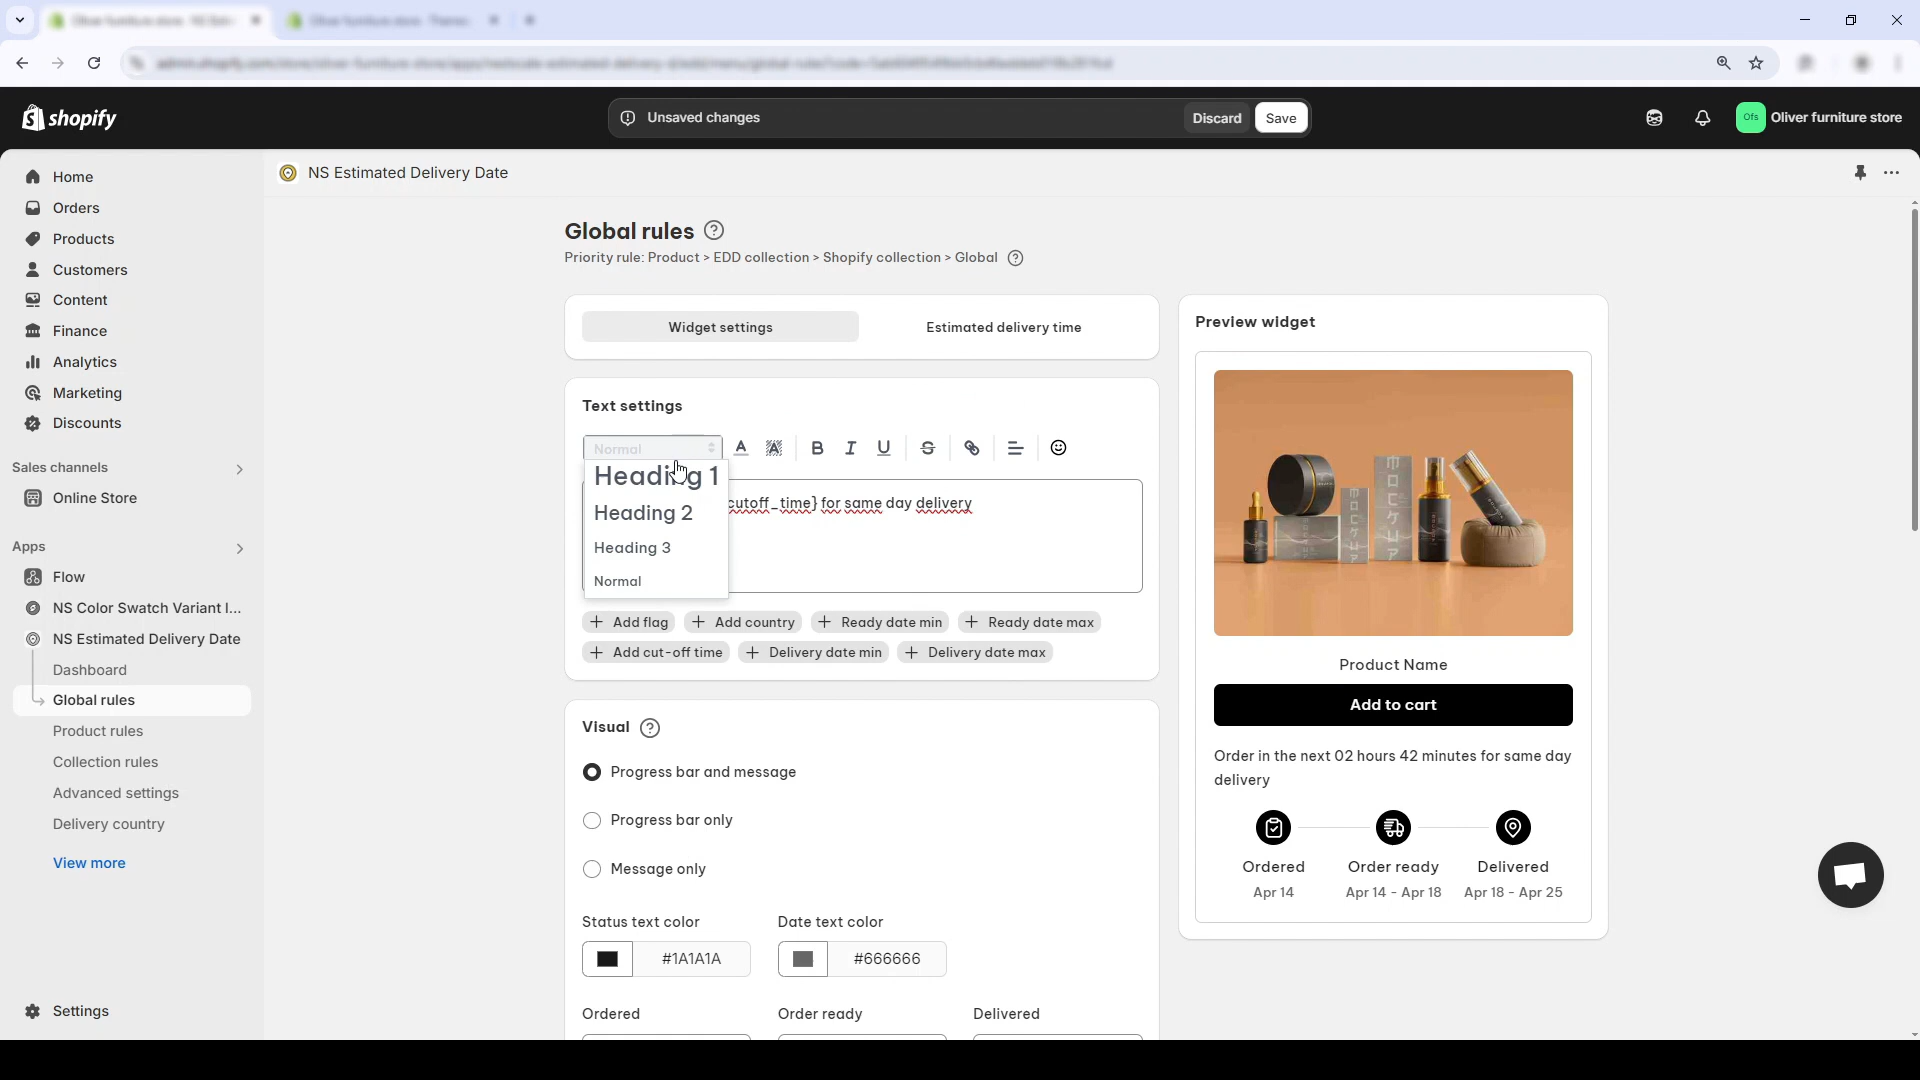 shopify
Unsaved changes
Discard
Save
Ofs
Oliver furniture store
Home
Orders
Products
Customers
Content
Finance
Analytics
Marketing
Discounts
Sales channels
Online Store
Apps
Flow
NS Color Swatch Variant I...
NS Estimated Delivery Date
Dashboard
Global rules
Product rules
Collection rules
Advanced settings
Delivery country
View more
Settings
NS Estimated Delivery Date
Global rules
Priority rule: Product > EDD collection > Shopify collection > Global
Widget settings
Estimated delivery time
Text settings
Normal
Heading 1
Heading 2
Heading 3
Normal
cutoff_time} for same day delivery
+ Add flag
+ Add country
+ Ready date min
+ Ready date max
+ Add cut-off time
+ Delivery date min
+ Delivery date max
Visual
Progress bar and message
Progress bar only
Message only
Status text color
Date text color
#1A1A1A
#666666
Ordered
Order ready
Delivered
Preview widget
MOCKUP
Product Name
Add to cart
Order in the next 02 hours 42 minutes for same day
delivery
Ordered
Order ready
Delivered
Apr 14
Apr 14 - Apr 18
Apr 18 - Apr 25